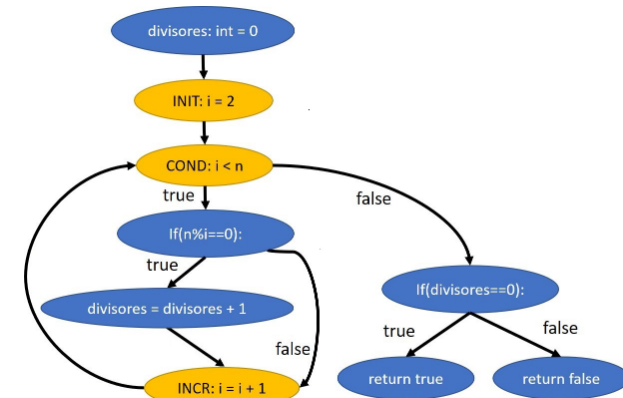 divisores: int = 0
INIT: i = 2
COND: i < n
true
false
If(n%i==0):
true
divisores = divisores + 1
false
INCR: i = i + 1
If(divisores==0):
true
false
return true
return false